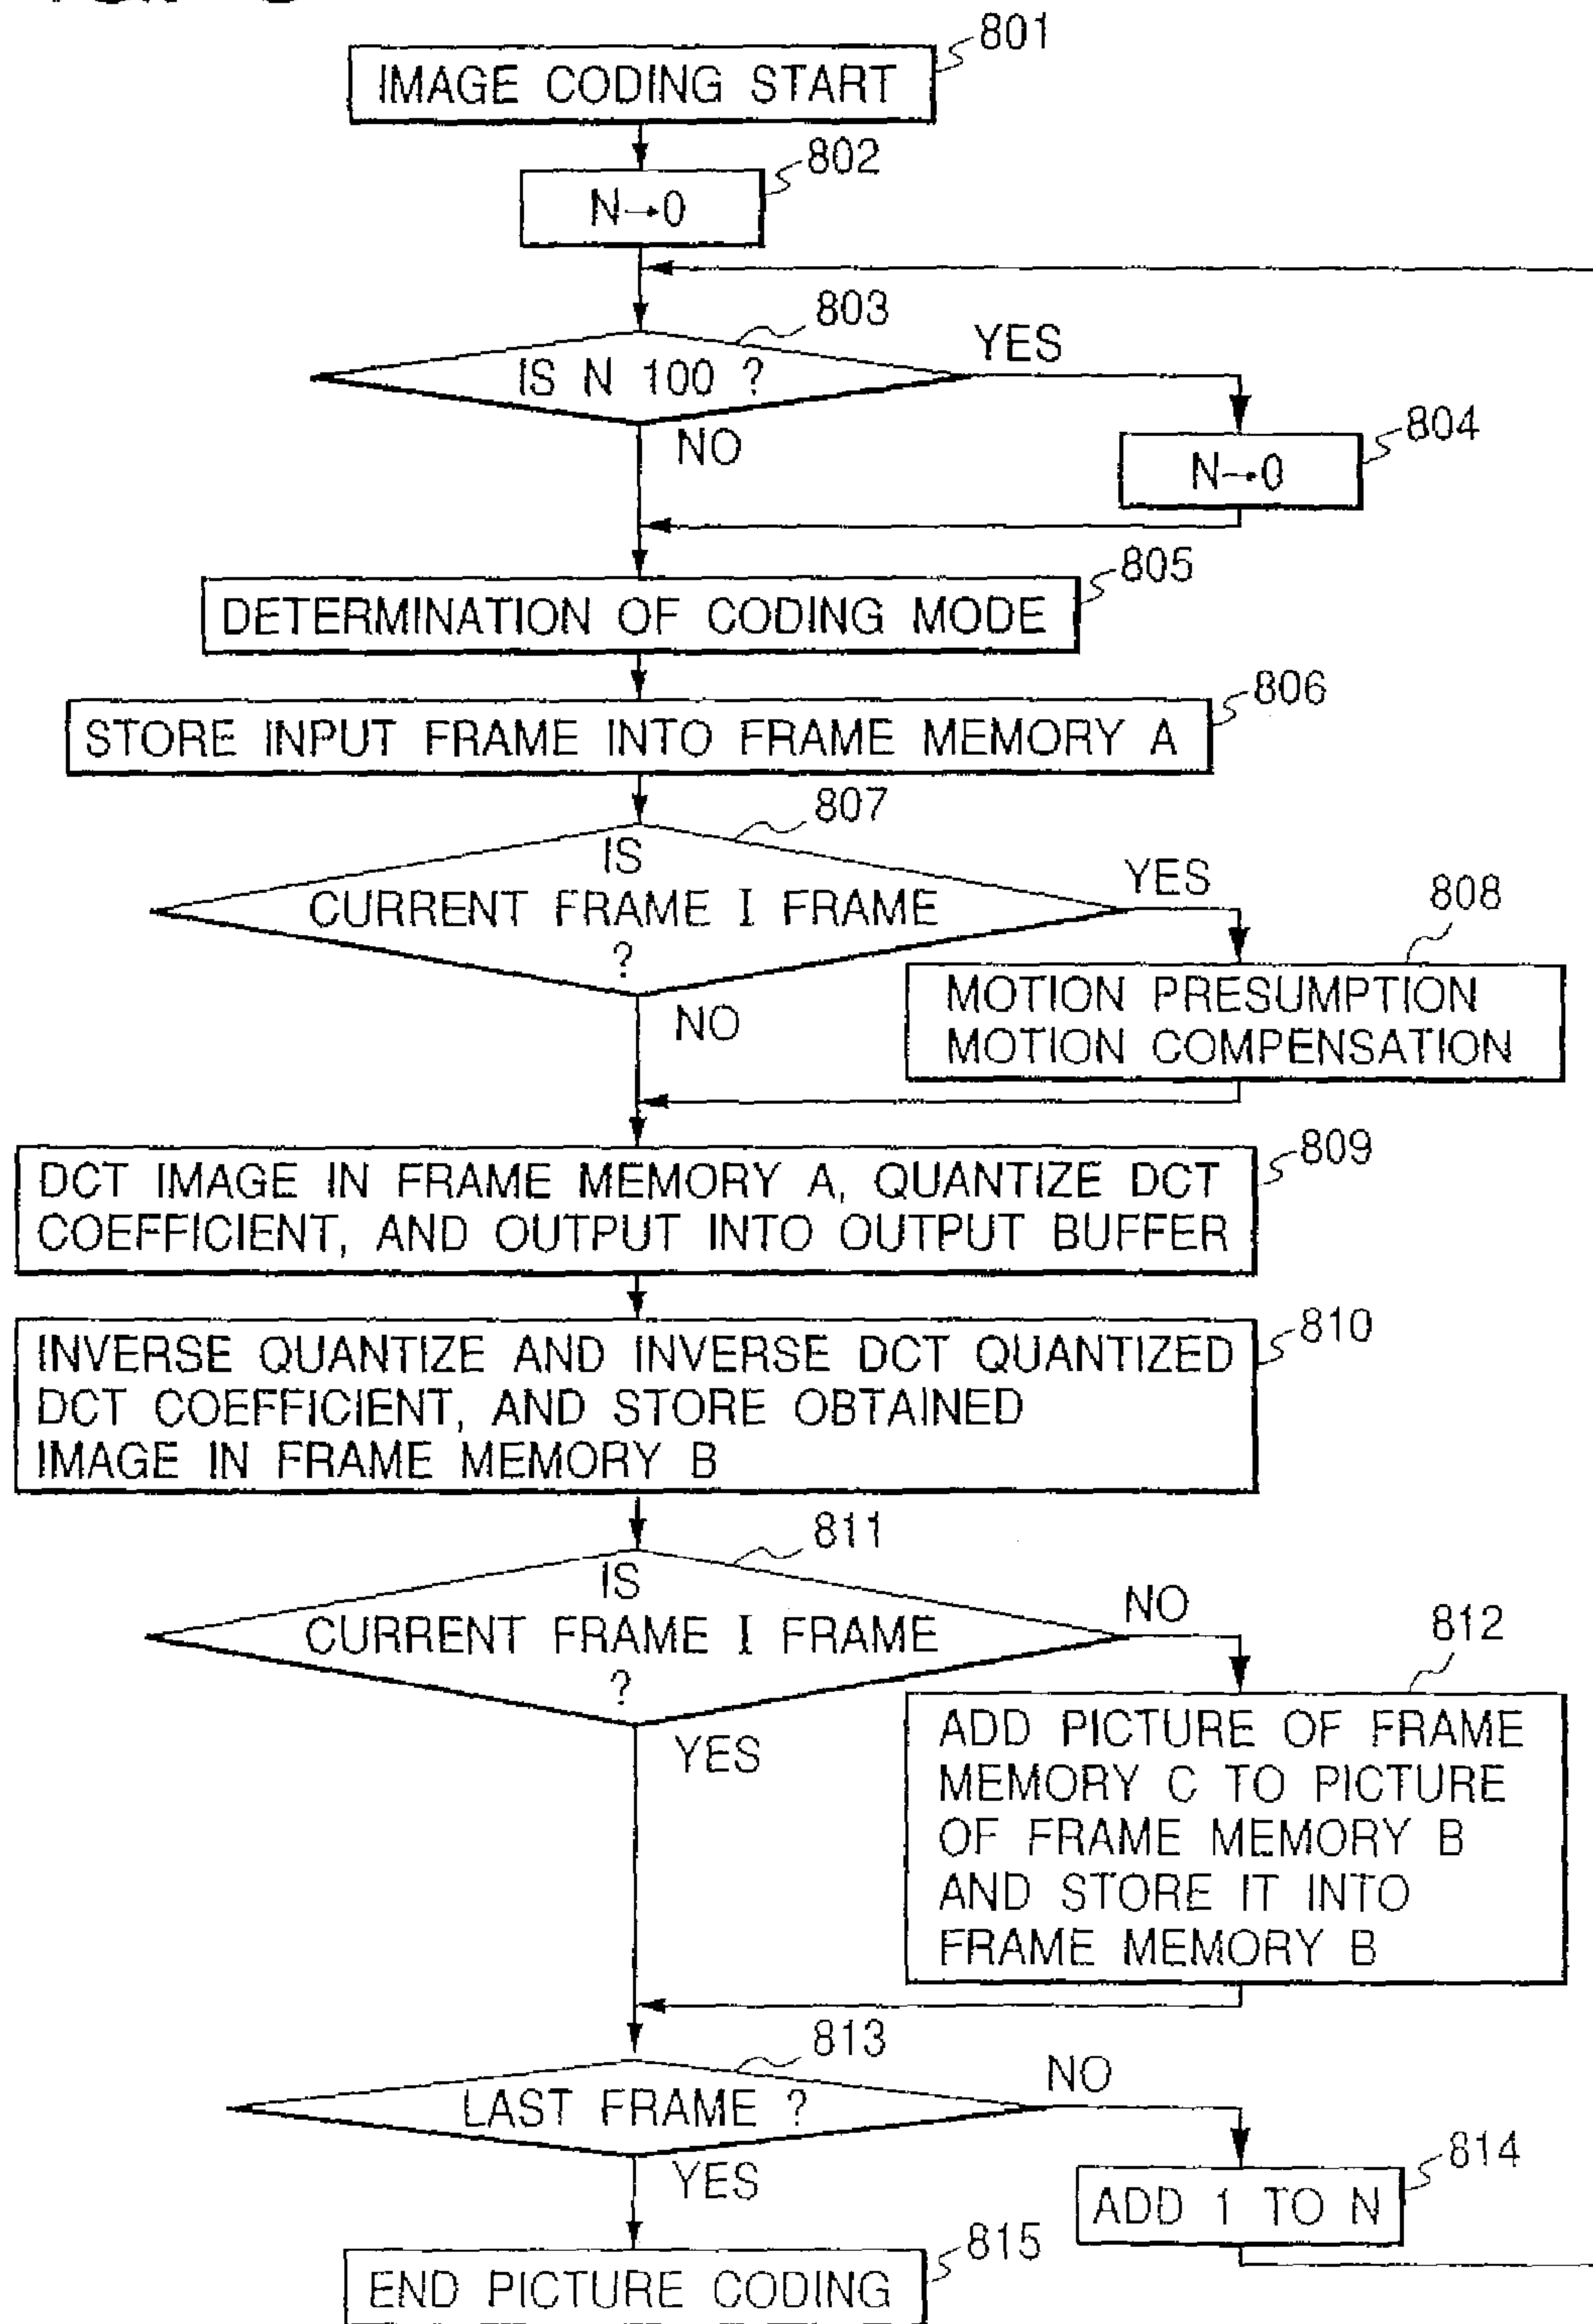 801
IMAGE CODING START
802
N→0
803
IS N 100 ?
YES
NO
804
N→0
805
DETERMINATION OF CODING MODE
806
STORE INPUT FRAME INTO FRAME MEMORY A
807
IS
CURRENT FRAME I FRAME
?
YES
NO
808
MOTION PRESUMPTION
MOTION COMPENSATION
809
DCT IMAGE IN FRAME MEMORY A, QUANTIZE DCT
COEFFICIENT, AND OUTPUT INTO OUTPUT BUFFER
810
INVERSE QUANTIZE AND INVERSE DCT QUANTIZED
DCT COEFFICIENT, AND STORE OBTAINED
IMAGE IN FRAME MEMORY B
811
IS
CURRENT FRAME I FRAME
?
NO
YES
812
ADD PICTURE OF FRAME
MEMORY C TO PICTURE
OF FRAME MEMORY B
AND STORE IT INTO
FRAME MEMORY B
813
LAST FRAME ?
NO
YES
814
ADD 1 TO N
815
END PICTURE CODING